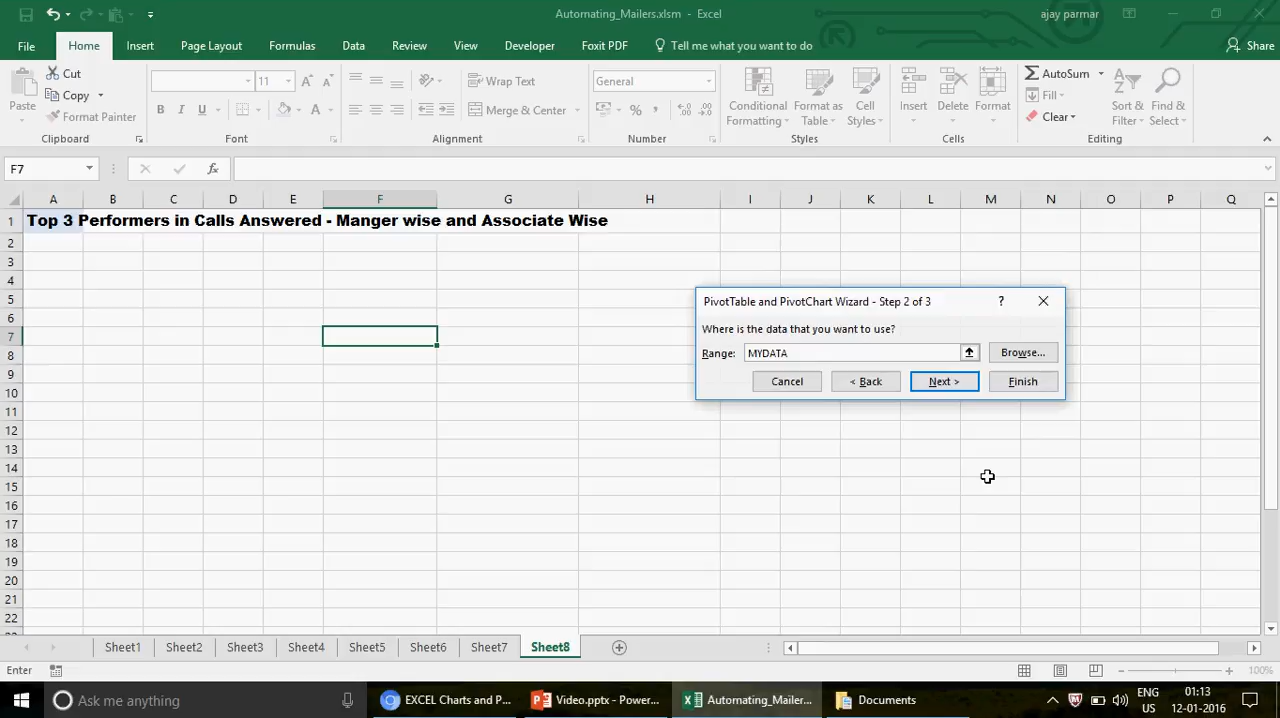 Automating_Mailers.xlsm - Excel
ajay parmar
File Home Insert Page Layout Formulas Data Review View Developer Foxit PDF Tell me what you want to do Share
Paste
Cut
Copy
Format Painter
Clipboard
11 A A
B I U A
Font
Wrap Text
Merge & Center
Alignment
General
% , .0 .00
Number
Conditional Formatting
Format as Table
Cell Styles
Styles
Insert Delete Format
Cells
AutoSum
Fill
Clear
Sort & Filter
Find & Select
Editing
F7 fx
A B C D E F G H I J K L M N O P Q
1 Top 3 Performers in Calls Answered - Manger wise and Associate Wise
2
3
4
5
6
7
8
9
10
11
12
13
14
15
16
17
18
19
20
21
22
PivotTable and PivotChart Wizard - Step 2 of 3 ?
Where is the data that you want to use?
Range: MYDATA Browse...
Cancel < Back Next > Finish
Sheet1 Sheet2 Sheet3 Sheet4 Sheet5 Sheet6 Sheet7 Sheet8
Enter 100%
Ask me anything EXCEL Charts and P... Video.pptx - Power... Automating_Mailer... Documents
ENG US
01:13
12-01-2016